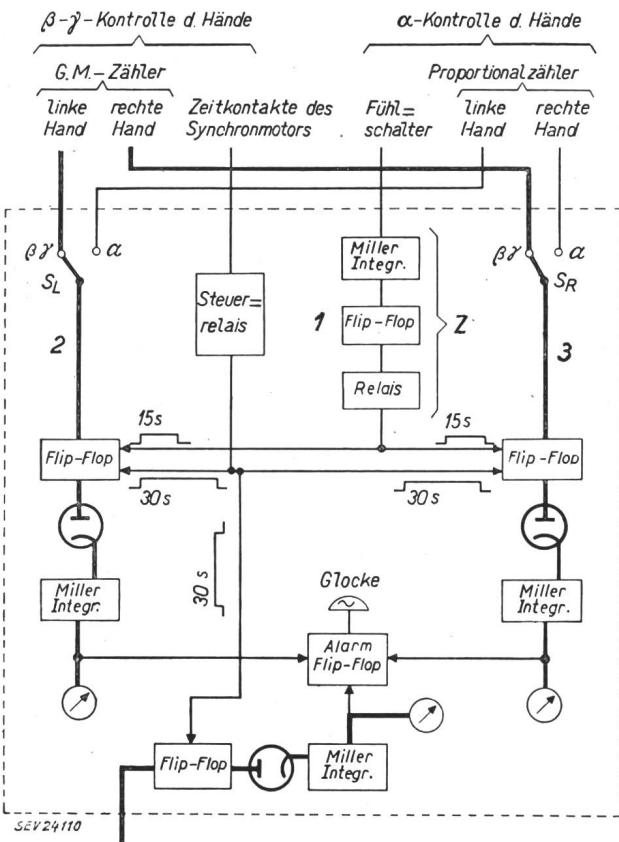 β-γ-Kontrolle d. Hände
α-Kontrolle d. Hände
G.M.-Zähler
Proportionalzähler
linke Hand
rechte Hand
Zeitkontakte des Synchronmotors
Fühl=
schalter
linke Hand
rechte Hand
βγ
α
S_L
2
Steuer=
relais
1
Miller
Integr.
Flip-Flop
Relais
Z
βγ
α
S_R
3
15s
15s
Flip-Flop
Flip-Flop
30s
30s
30s
Miller
Integr.
Glocke
Alarm
Flip-Flop
Miller
Integr.
Flip-Flop
Miller
Integr.
SEV24110